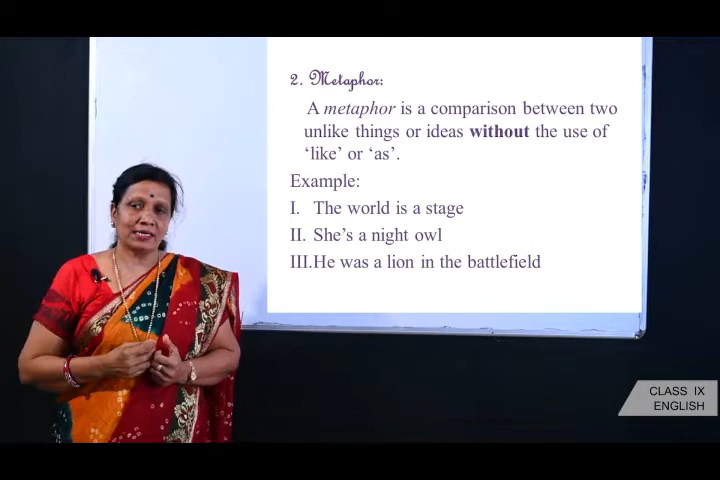 2. Metaphor:
A metaphor is a comparison between two
unlike things or ideas without the use of
‘like’ or ‘as’.
Example:
I. The world is a stage
II. She’s a night owl
III.He was a lion in the battlefield
CLASS IX
ENGLISH